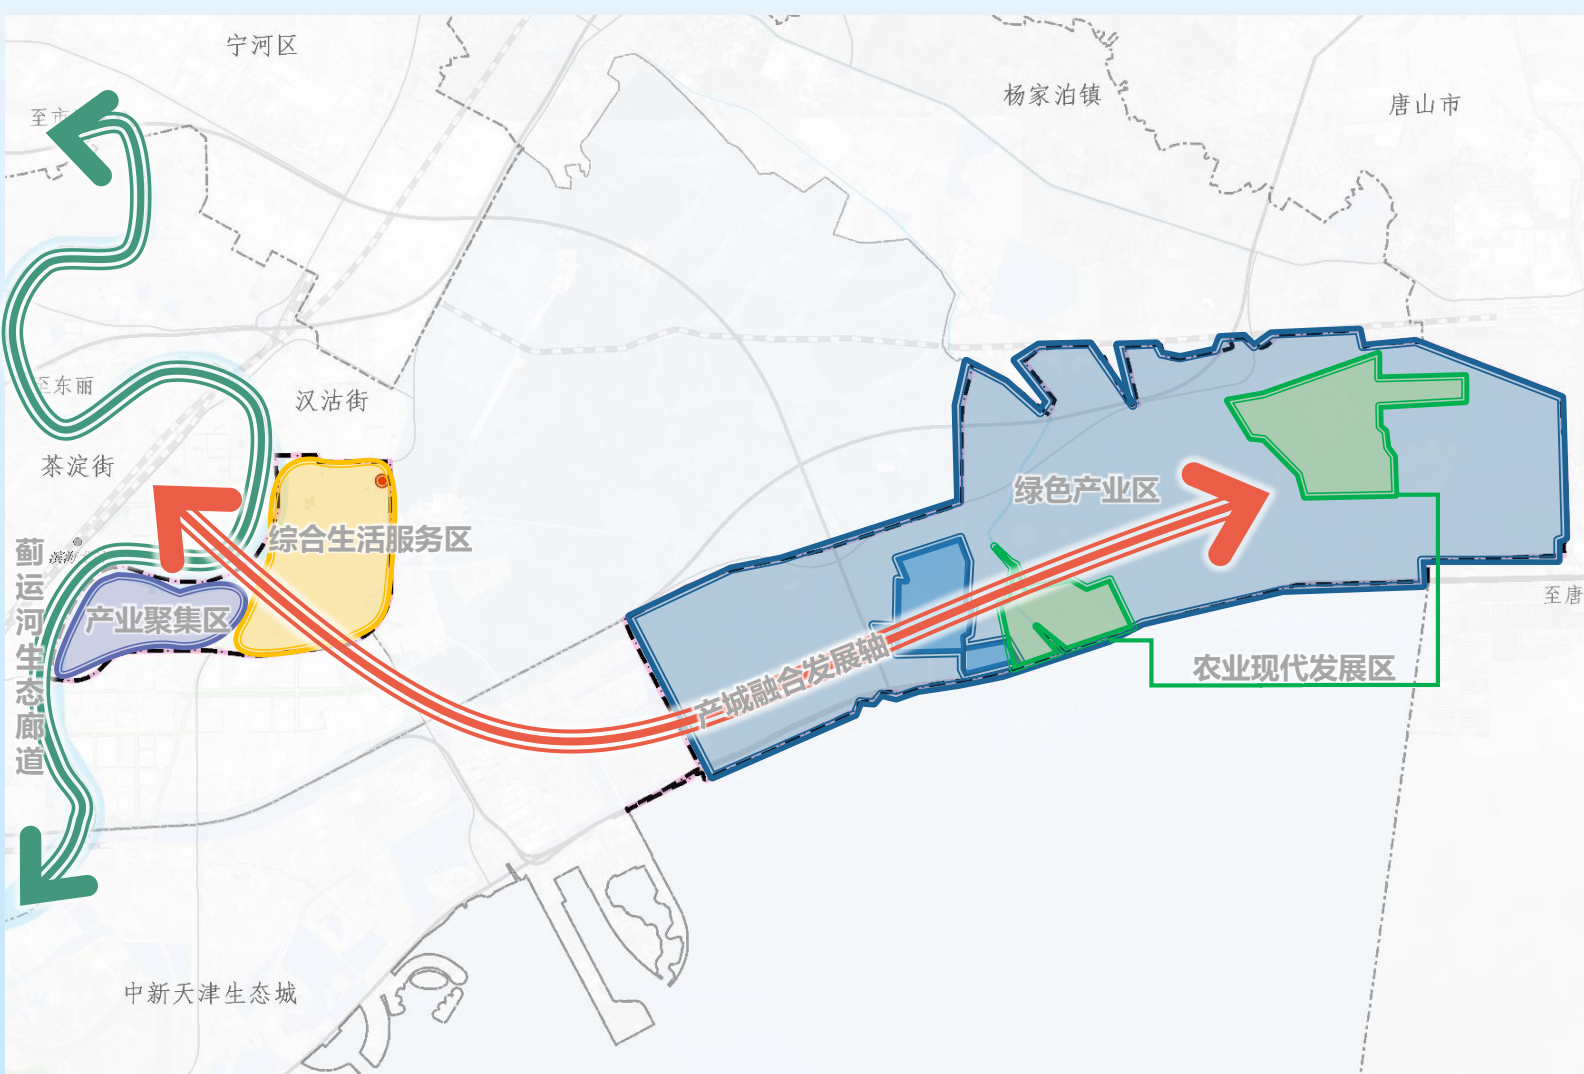 宁河区
杨家泊镇
唐山市
至市
至东丽
汉沽街
茶淀街
绿色产业区
综合生活服务区
滨海
蓟运河生态廊道
产业聚集区
至唐
产城融合发展轴
农业现代发展区
中新天津生态城